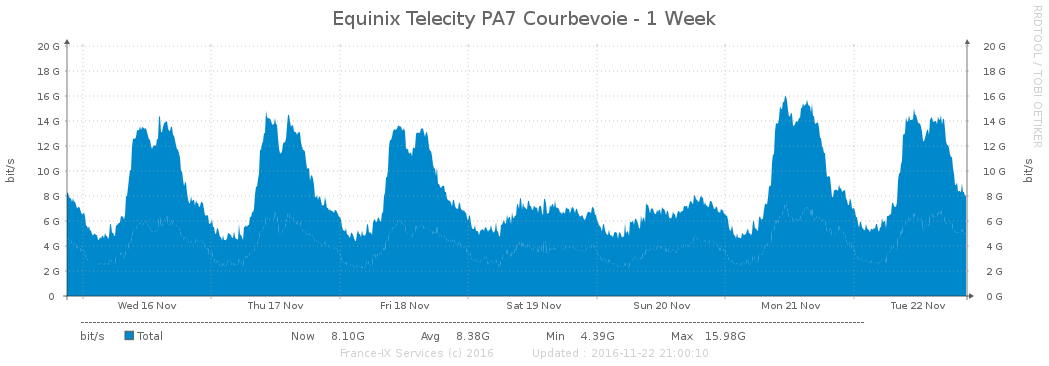 Equinix Telecity PA7 Courbevoie - 1 Week
RRDTOOL / TOBI OETIKER
bit/s
20 G 20 G
18 G 18 G
16 G 16 G
14 G 14 G
12 G 12 G
10 G 10 G
8 G 8 G
6 G 6 G
4 G 4 G
2 G 2 G
0 0 G
bit/s
Wed 16 Nov Thu 17 Nov Fri 18 Nov Sat 19 Nov Sun 20 Nov Mon 21 Nov Tue 22 Nov
bit/s Total Now 8.10G Avg 8.38G Min 4.39G Max 15.98G
France-IX Services (c) 2016 Updated : 2016-11-22 21:00:10